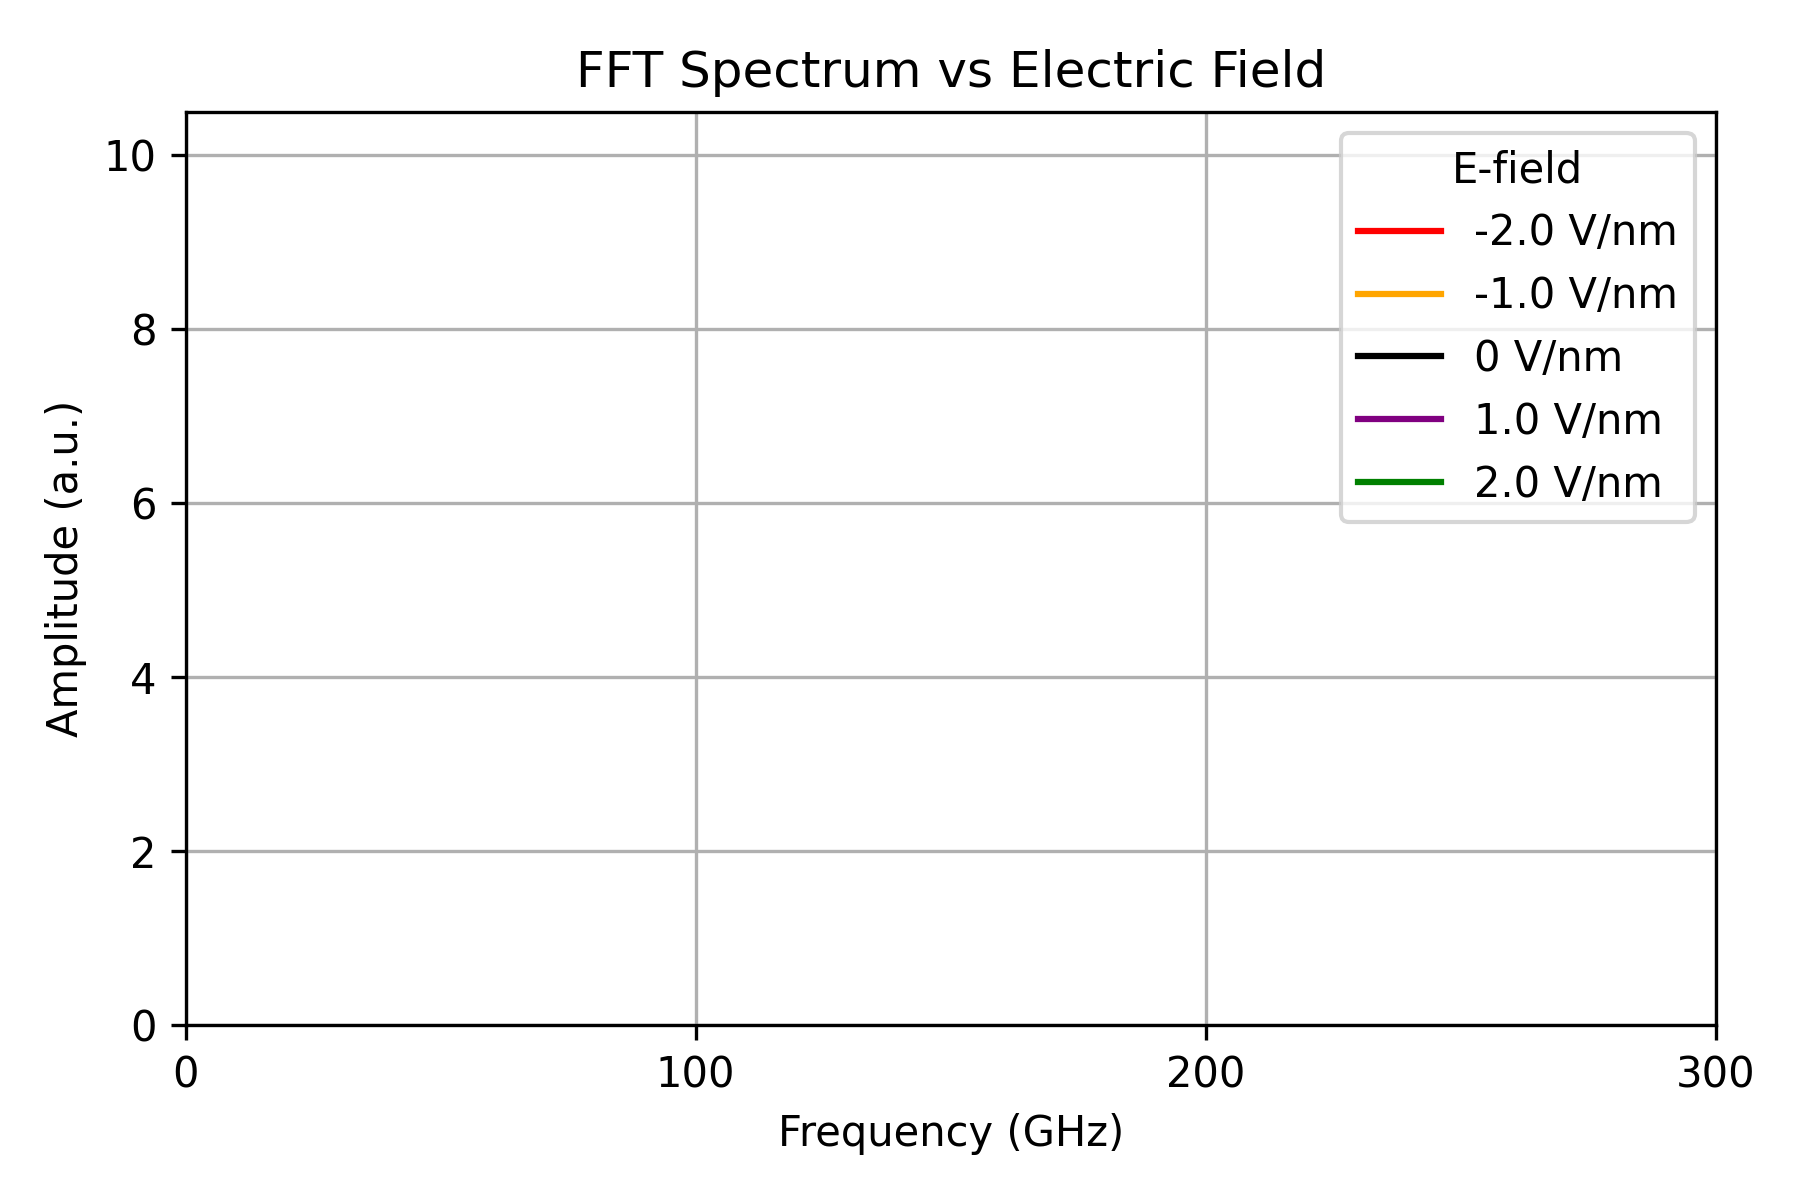 FFT Spectrum vs Electric Field
10
8
6
4
2
0
Amplitude (a.u.)
E-field
-2.0 V/nm
-1.0 V/nm
0 V/nm
1.0 V/nm
2.0 V/nm
0 100 200 300
Frequency (GHz)